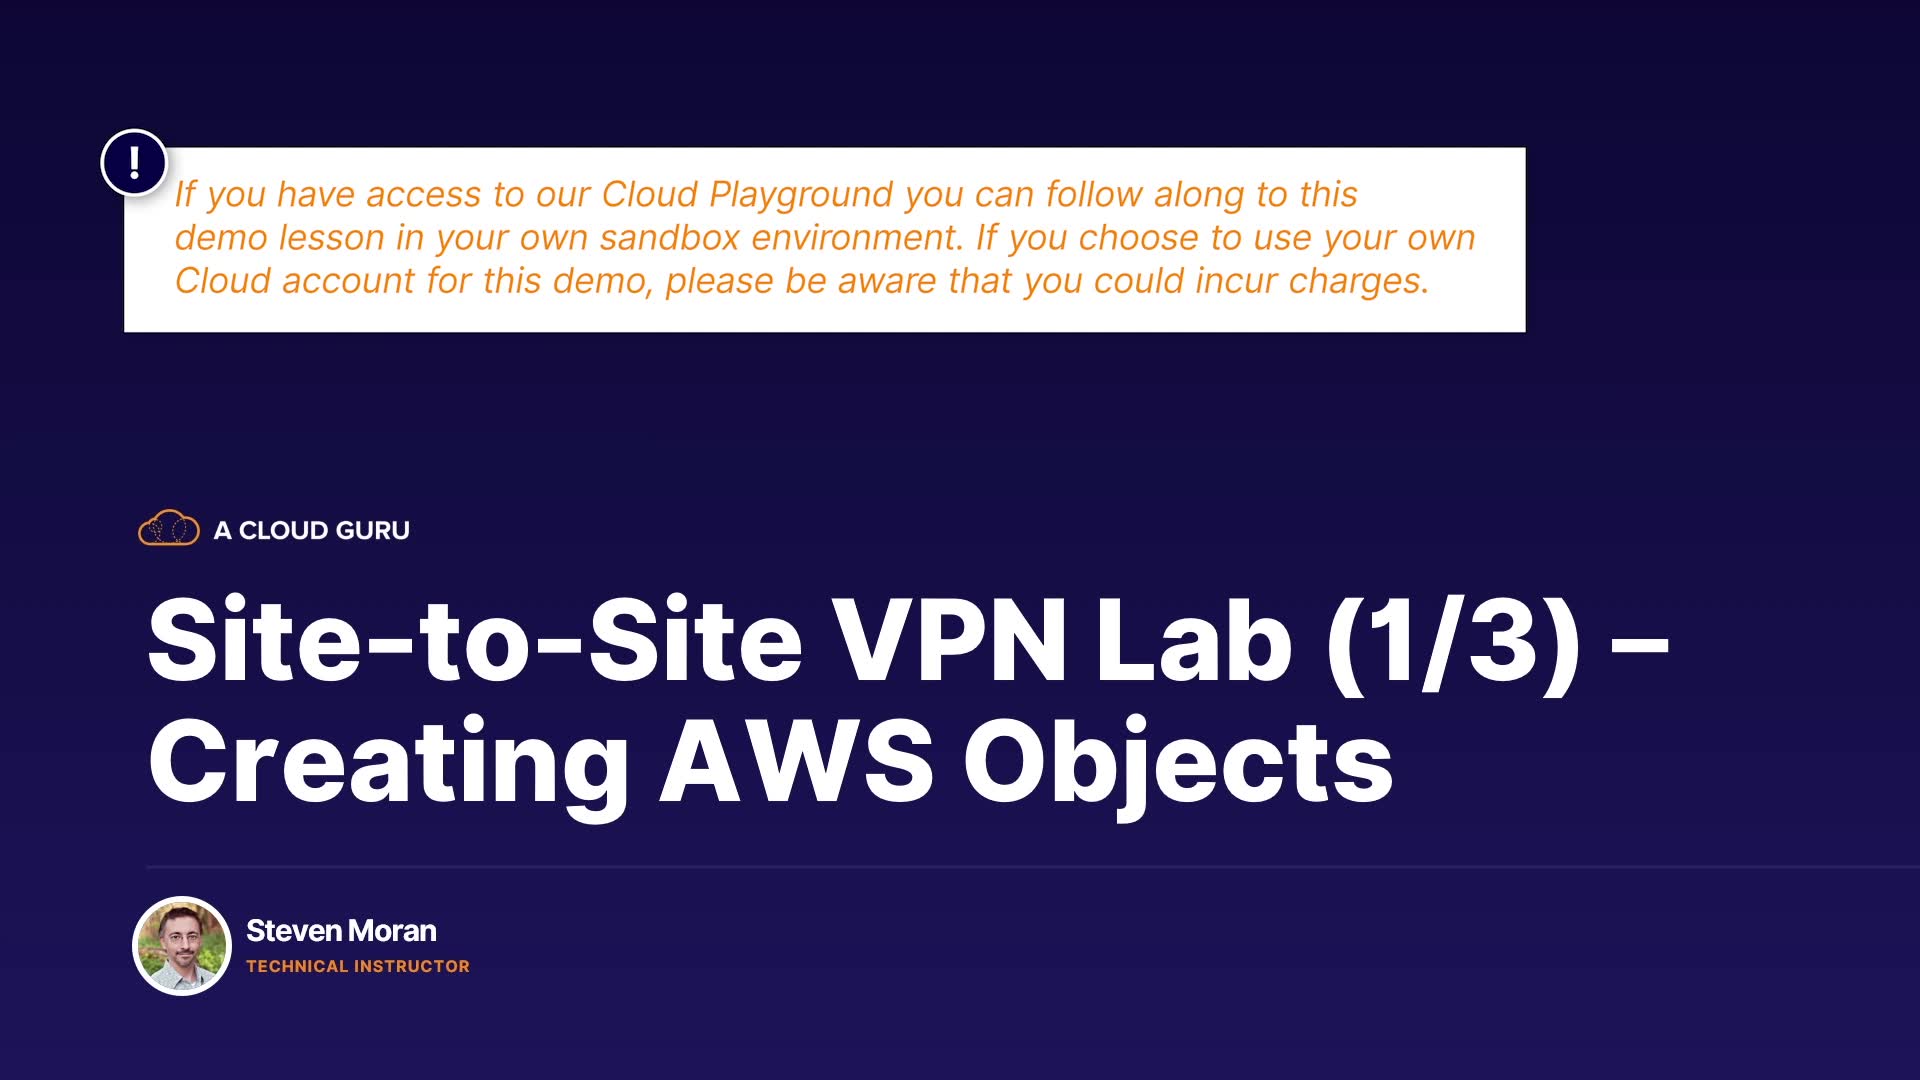 !
If you have access to our Cloud Playground you can follow along to this
demo lesson in your own sandbox environment. If you choose to use your own
Cloud account for this demo, please be aware that you could incur charges.
A CLOUD GURU
Site-to-Site VPN Lab (1/3) –
Creating AWS Objects
Steven Moran
TECHNICAL INSTRUCTOR